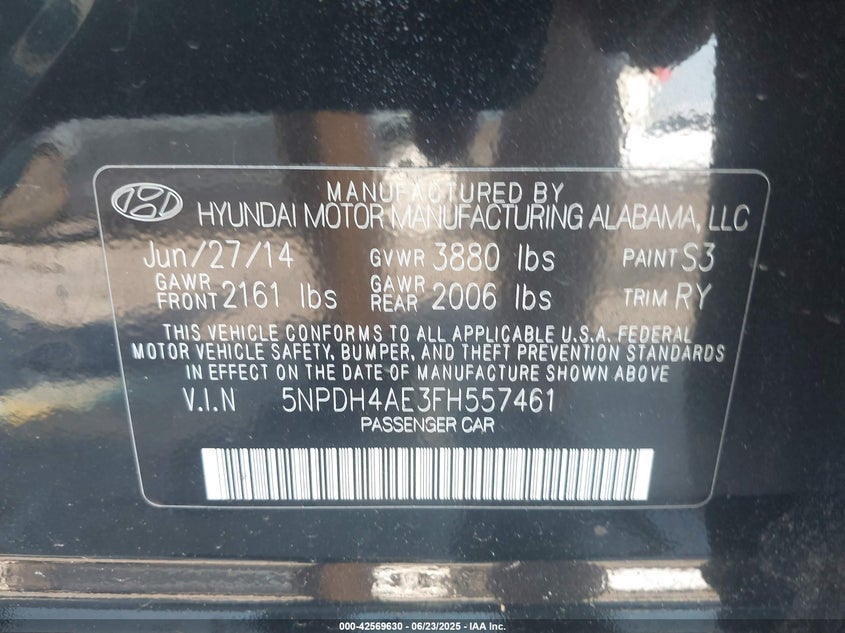 MANUFACTURED BY
HYUNDAI MOTOR MANUFACTURING ALABAMA, LLC
Jun/27/14 GVWR 3880 lbs PAINT S3
GAWR FRONT 2161 lbs GAWR REAR 2006 lbs TRIM RY
THIS VEHICLE CONFORMS TO ALL APPLICABLE U.S.A. FEDERAL
MOTOR VEHICLE SAFETY, BUMPER, AND THEFT PREVENTION STANDARDS
IN EFFECT ON THE DATE OF MANUFACTURE SHOWN ABOVE
V.I.N 5NPDH4AE3FH557461
PASSENGER CAR
000-42569630 - 06/23/2025 - IAA Inc.